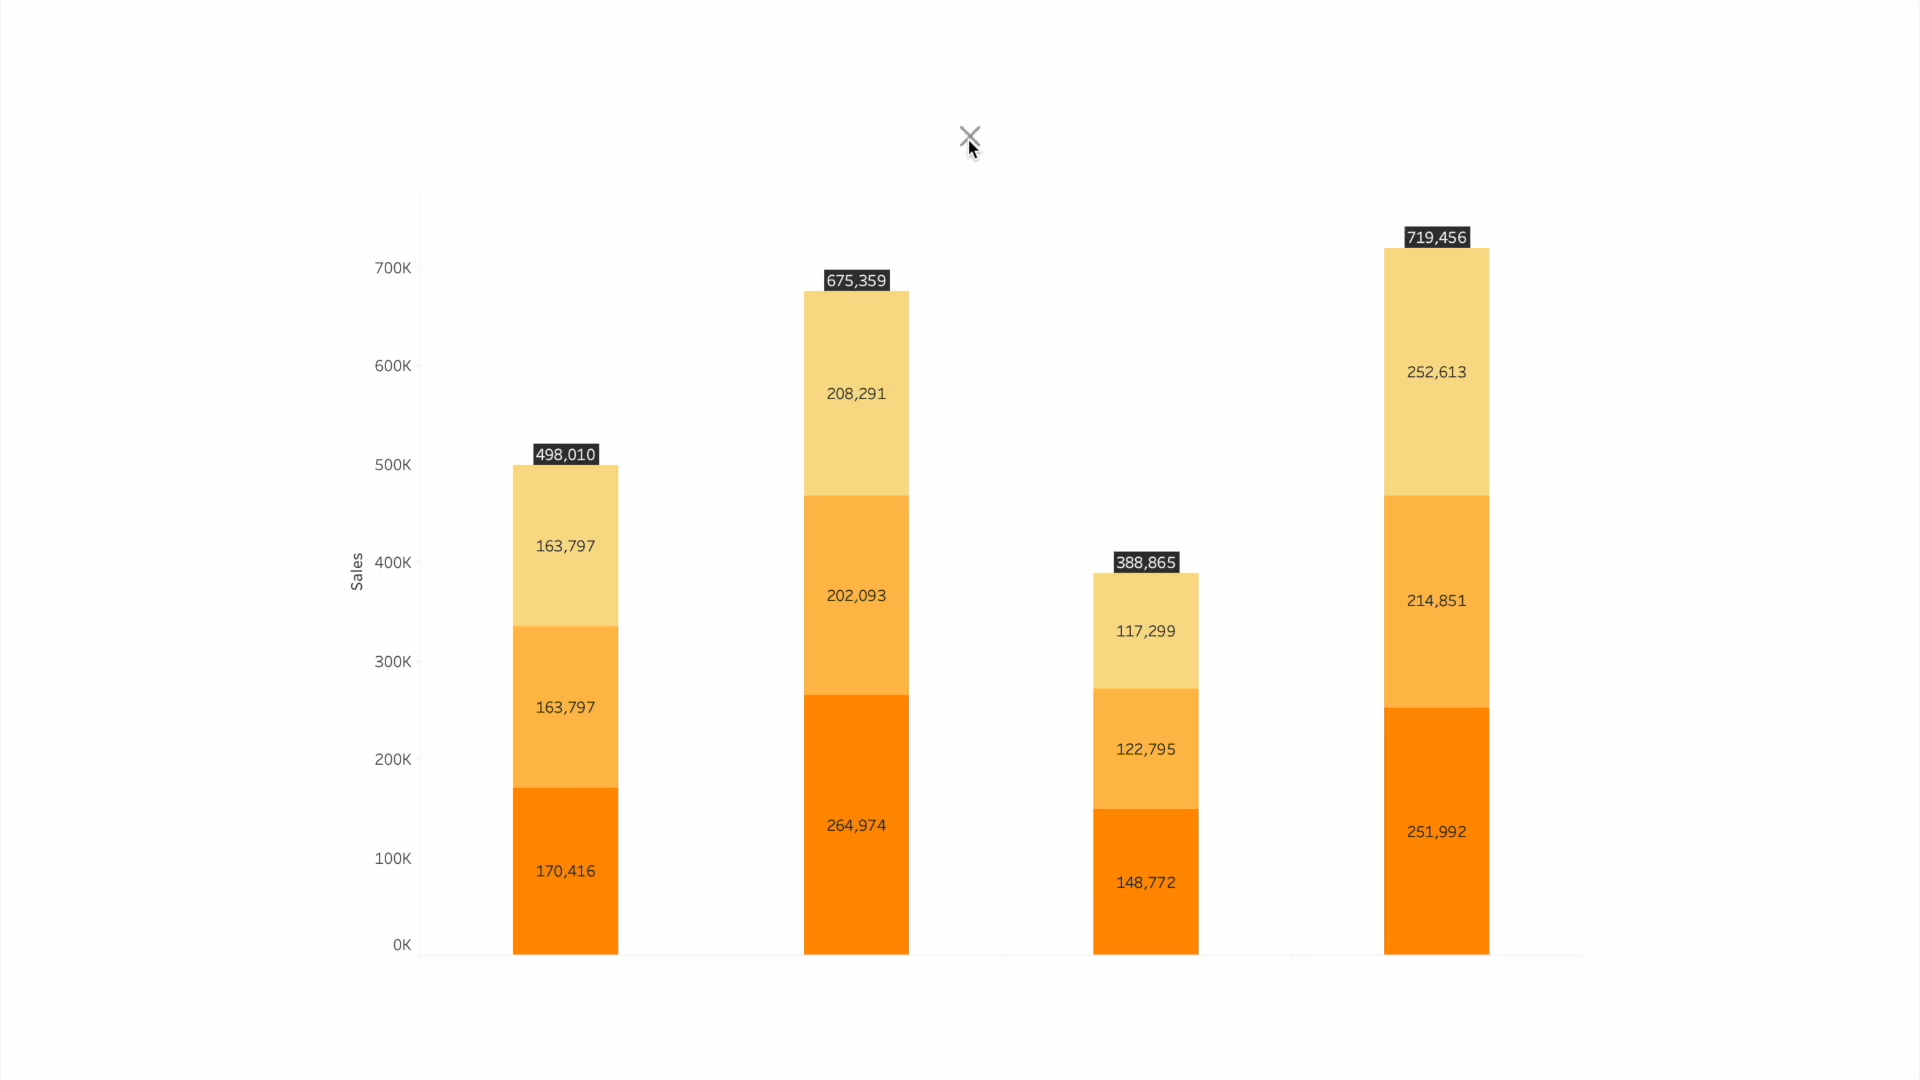 719,456
700K
675,359
600K
252,613
208,291
498,010
500K
163,797
202,093
388,865
400K
Sales
214,851
117,299
300K
163,797
122,795
200K
264,974
251,992
100K
170,416
148,772
0K